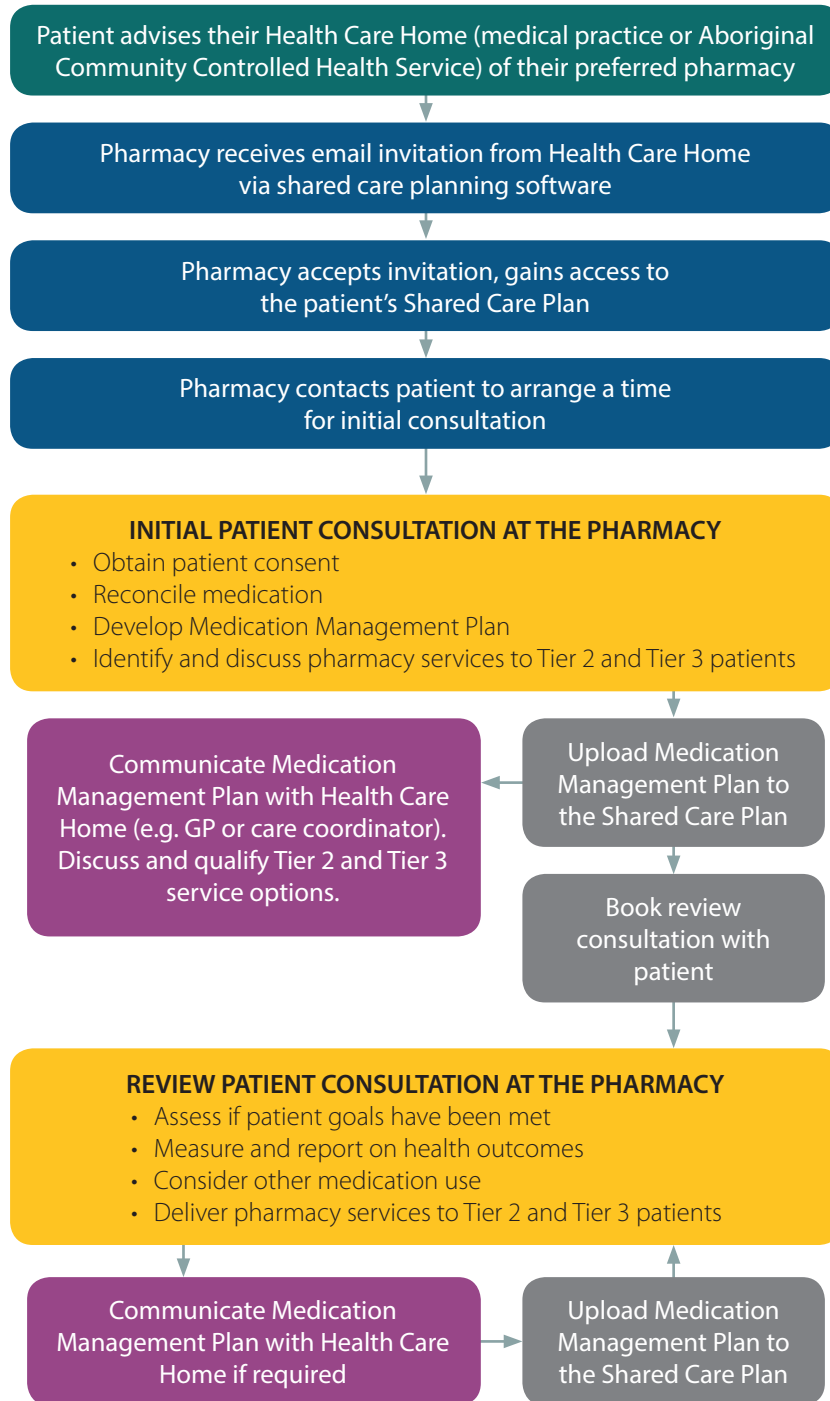 Patient advises their Health Care Home (medical practice or Aboriginal
Community Controlled Health Service) of their preferred pharmacy
Pharmacy receives email invitation from Health Care Home
via shared care planning software
Pharmacy accepts invitation, gains access to
the patient’s Shared Care Plan
Pharmacy contacts patient to arrange a time
for initial consultation
INITIAL PATIENT CONSULTATION AT THE PHARMACY
• Obtain patient consent
• Reconcile medication
• Develop Medication Management Plan
• Identify and discuss pharmacy services to Tier 2 and Tier 3 patients
Upload Medication
Management Plan to
the Shared Care Plan
Communicate Medication
Management Plan with Health Care
Home (e.g. GP or care coordinator).
Discuss and qualify Tier 2 and Tier 3
service options.
Book review
consultation with
patient
REVIEW PATIENT CONSULTATION AT THE PHARMACY
• Assess if patient goals have been met
• Measure and report on health outcomes
• Consider other medication use
• Deliver pharmacy services to Tier 2 and Tier 3 patients
Communicate Medication
Management Plan with Health Care
Home if required
Upload Medication
Management Plan to
the Shared Care Plan